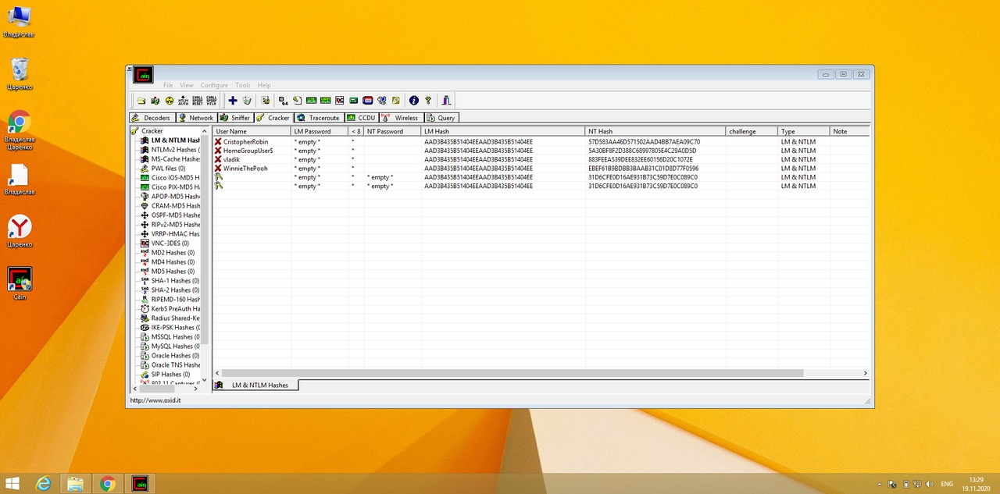 Владислав
Царенко
Владислав
Царенко
Владислав
Царенко
Cain
File View Configure Tools Help
Decoders Network Sniffer Cracker Traceroute CCDU Wireless Query
Cracker
LM & NTLM Hash
NTLMv2 Hashes (
MS-Cache Hashes
PWL files (0)
Cisco IOS-MD5 H
Cisco PIX-MD5 H
APOP-MD5 Hash
CRAM-MD5 Hash
OSPF-MD5 Hashe
RIPv2-MD5 Hashe
VRRP-HMAC Has
VNC-3DES (0)
MD2 Hashes (0)
MD4 Hashes (0)
MD5 Hashes (0)
SHA-1 Hashes (0)
SHA-2 Hashes (0)
RIPEMD-160 Hash
Kerb5 PreAuth Ha
Radius Shared-Ke
IKE-PSK Hashes (0
MSSQL Hashes (0)
MySQL Hashes (0)
Oracle Hashes (0)
Oracle TNS Hashe
SIP Hashes (0)
802.11 Captures (0
User Name LM Password < 8 NT Password LM Hash NT Hash challenge Type Note
CristopherRobin * empty * * AAD3B435B51404EEAAD3B435B51404EE 57D583AA46D571502AAD4BB7AEA09C70 LM & NTLM
HomeGroupUser$ * empty * * AAD3B435B51404EEAAD3B435B51404EE 5A30BF8F2D388C68997805E4C29A0D5D LM & NTLM
vladik * empty * * AAD3B435B51404EEAAD3B435B51404EE 883FEEA539DEE832EE60156D20C1072E LM & NTLM
WinnieThePooh * empty * * AAD3B435B51404EEAAD3B435B51404EE EBEF61B9BDBB3BAAB31C01D8D77F0596 LM & NTLM
* empty * * * empty * AAD3B435B51404EEAAD3B435B51404EE 31D6CFE0D16AE931B73C59D7E0C089C0 LM & NTLM
* empty * * * empty * AAD3B435B51404EEAAD3B435B51404EE 31D6CFE0D16AE931B73C59D7E0C089C0 LM & NTLM
LM & NTLM Hashes
http://www.oxid.it
ENG
13:29
19.11.2020